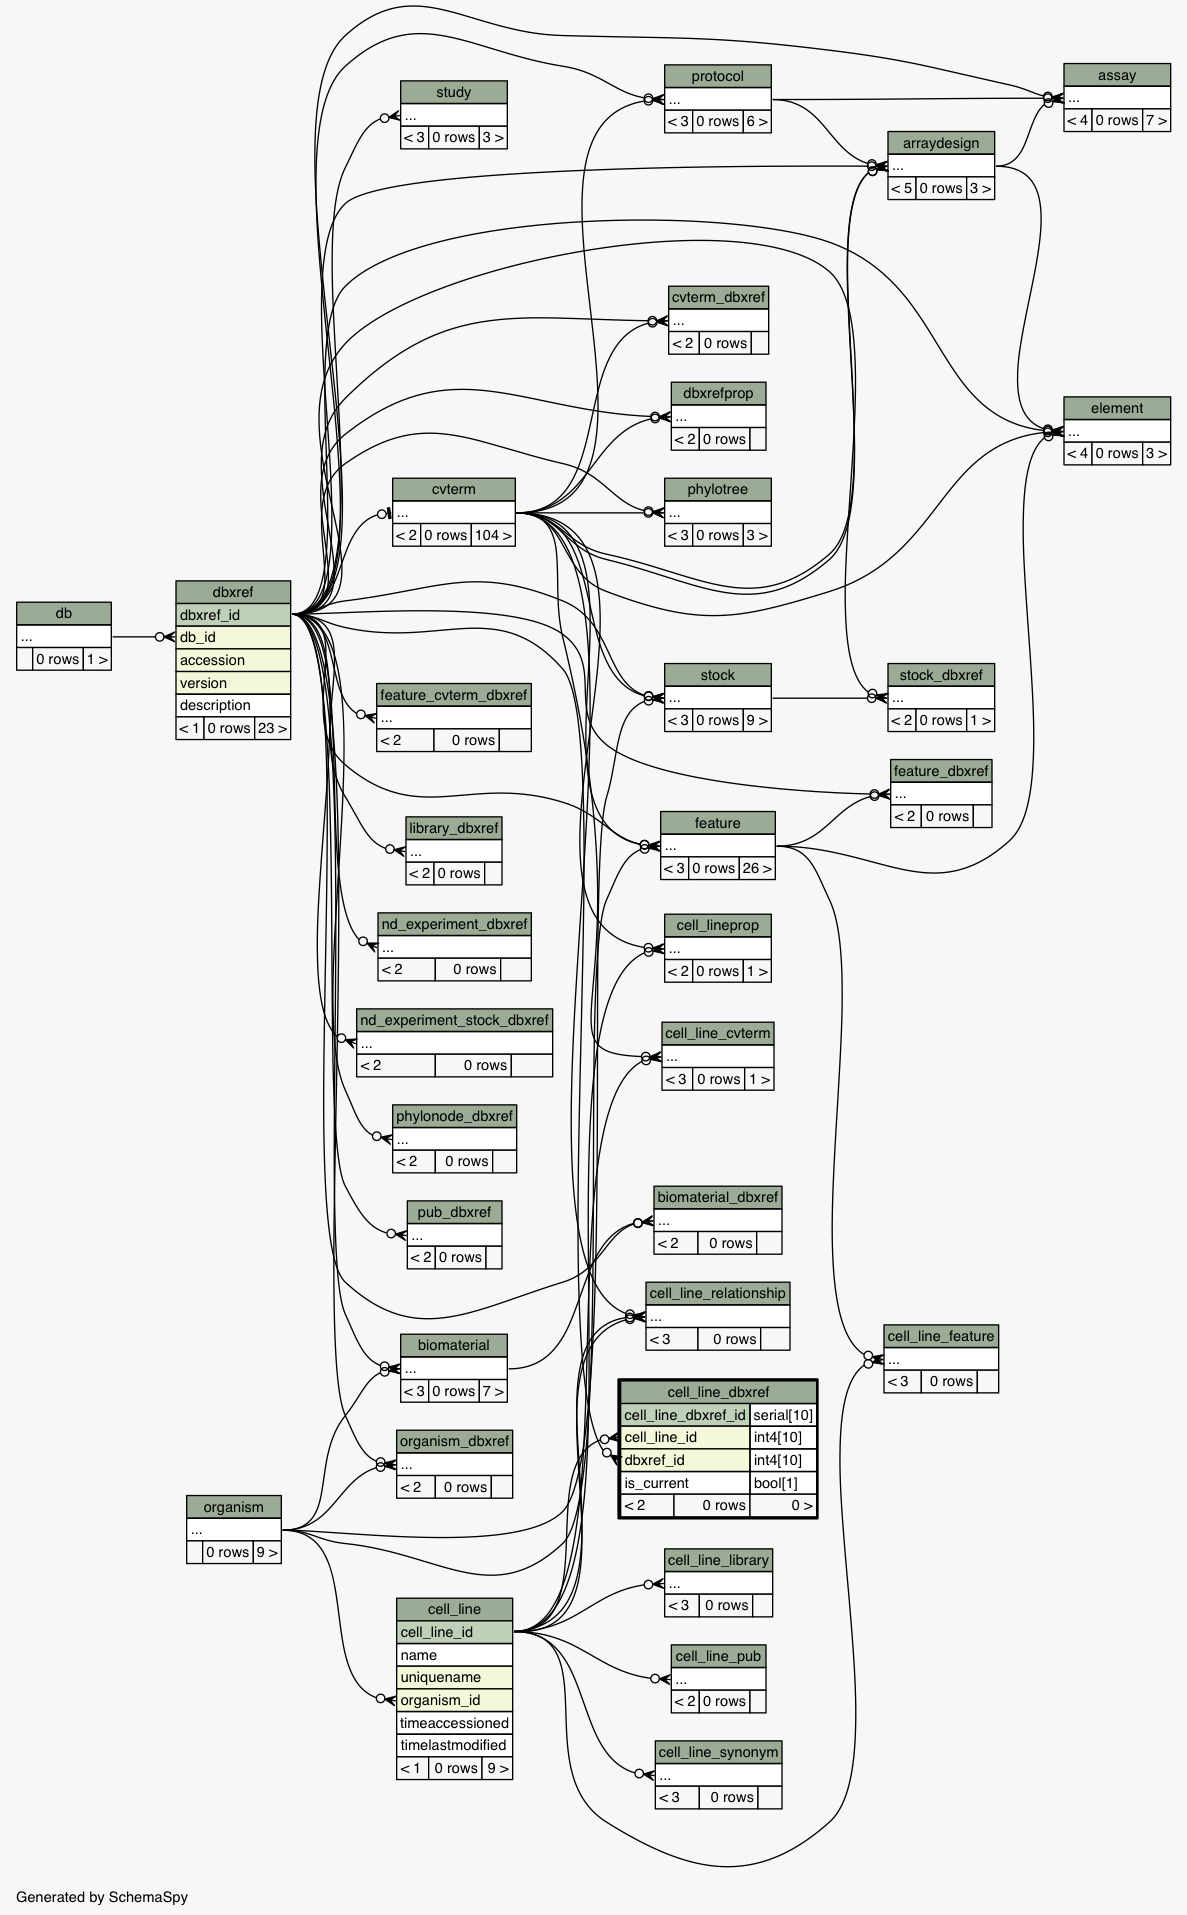 study
...
< 3 0 rows 3 >
protocol
...
< 3 0 rows 6 >
assay
...
< 4 0 rows 7 >
arraydesign
...
< 5 0 rows 3 >
cvterm_dbxref
...
< 2 0 rows
dbxrefprop
...
< 2 0 rows
element
...
< 4 0 rows 3 >
cvterm
...
< 2 0 rows 104 >
phylotree
...
< 3 0 rows 3 >
db
...
0 rows 1 >
dbxref
dbxref_id
db_id
accession
version
description
< 1 0 rows 23 >
feature_cvterm_dbxref
...
< 2 0 rows
stock
...
< 3 0 rows 9 >
stock_dbxref
...
< 2 0 rows 1 >
feature_dbxref
...
< 2 0 rows
library_dbxref
...
< 2 0 rows
feature
...
< 3 0 rows 26 >
nd_experiment_dbxref
...
< 2 0 rows
cell_lineprop
...
< 2 0 rows 1 >
nd_experiment_stock_dbxref
...
< 2 0 rows
cell_line_cvterm
...
< 3 0 rows 1 >
phylonode_dbxref
...
< 2 0 rows
pub_dbxref
...
< 2 0 rows
biomaterial_dbxref
...
< 2 0 rows
cell_line_relationship
...
< 3 0 rows
biomaterial
...
< 3 0 rows 7 >
cell_line_feature
...
< 3 0 rows
cell_line_dbxref
cell_line_dbxref_id serial[10]
cell_line_id int4[10]
dbxref_id int4[10]
is_current bool[1]
< 2 0 rows 0 >
organism_dbxref
...
< 2 0 rows
organism
...
0 rows 9 >
cell_line_library
...
< 3 0 rows
cell_line
cell_line_id
name
uniquename
organism_id
timeaccessioned
timelastmodified
< 1 0 rows 9 >
cell_line_pub
...
< 2 0 rows
cell_line_synonym
...
< 3 0 rows
Generated by SchemaSpy